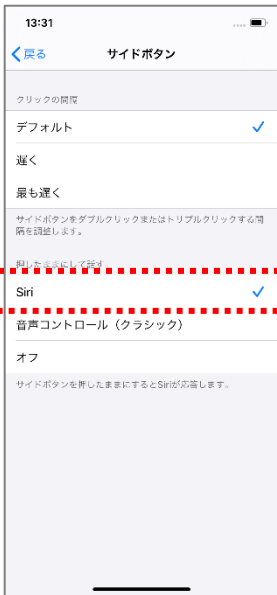 13:31
戻る
サイドボタン
クリックの間隔
デフォルト
遅く
最も遅く
サイドボタンをダブルクリックまたはトリプルクリックする間
隔を調整します。
押したままにして話す
Siri
音声コントロール（クラシック）
オフ
サイドボタンを押したままにするとSiriが応答します。